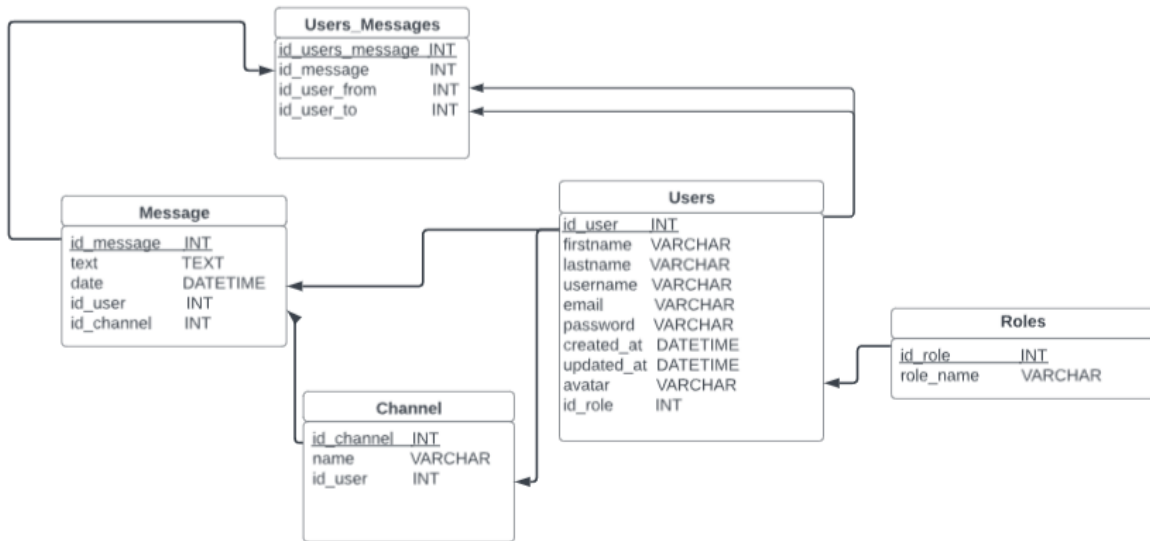 Users_Messages
id_users_message INT
id_message INT
id_user_from INT
id_user_to INT
Message
id_message INT
text TEXT
date DATETIME
id_user INT
id_channel INT
Users
id_user INT
firstname VARCHAR
lastname VARCHAR
username VARCHAR
email VARCHAR
password VARCHAR
created_at DATETIME
updated_at DATETIME
avatar VARCHAR
id_role INT
Roles
id_role INT
role_name VARCHAR
Channel
id_channel INT
name VARCHAR
id_user INT